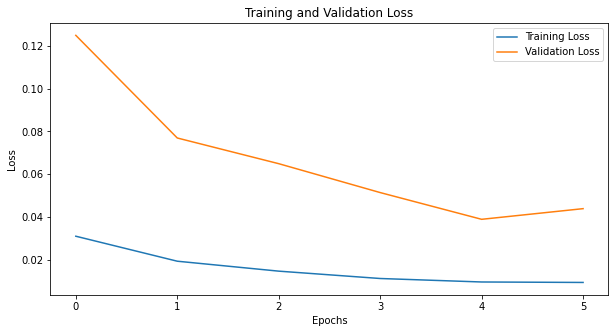 Training and Validation Loss
Training Loss
Validation Loss
0.12
0.10
0.08
0.06
0.04
0.02
Loss
0 1 2 3 4 5
Epochs